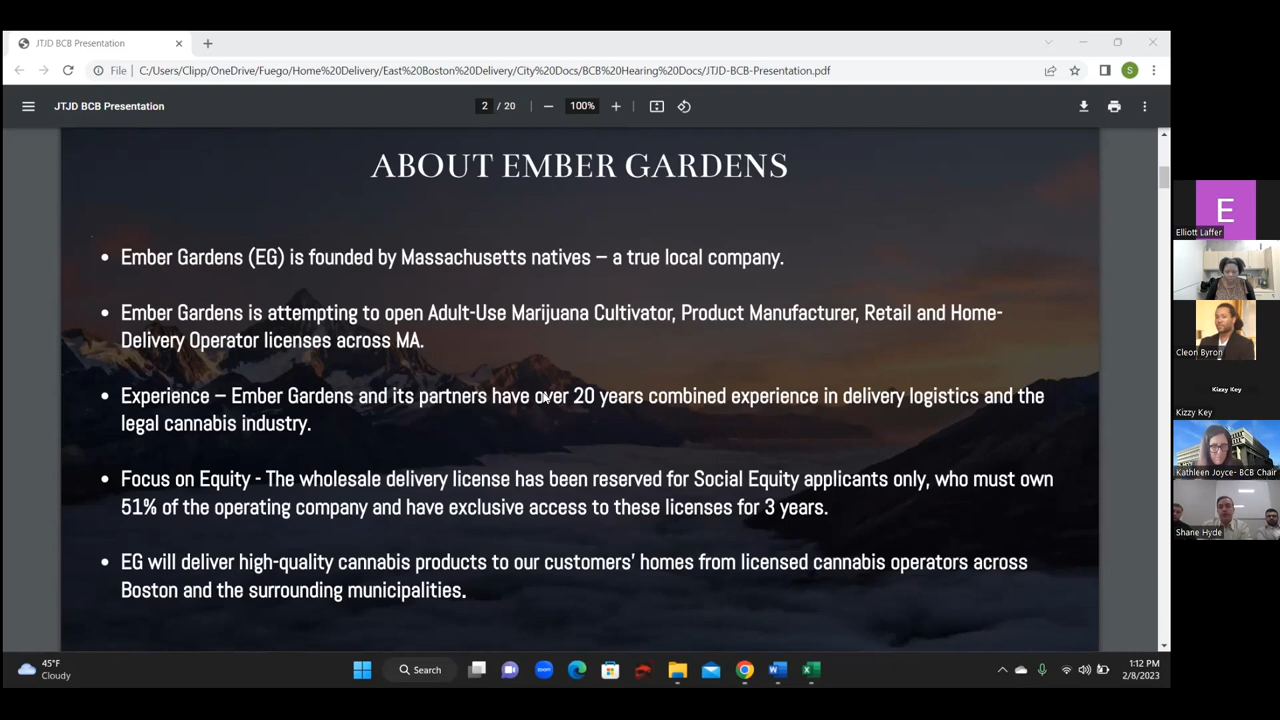 JTJD BCB Presentation
File
C:/Users/Clipp/OneDrive/Fuego/Home%20Delivery/East%20Boston%20Delivery/City%20Docs/BCB%20Hearing%20Docs/JTJD-BCB-Presentation.pdf
S
JTJD BCB Presentation
2 / 20
100%
ABOUT EMBER GARDENS
• Ember Gardens (EG) is founded by Massachusetts natives – a true local company.
• Ember Gardens is attempting to open Adult-Use Marijuana Cultivator, Product Manufacturer, Retail and Home-
Delivery Operator licenses across MA.
• Experience – Ember Gardens and its partners have over 20 years combined experience in delivery logistics and the
legal cannabis industry.
• Focus on Equity - The wholesale delivery license has been reserved for Social Equity applicants only, who must own
51% of the operating company and have exclusive access to these licenses for 3 years.
• EG will deliver high-quality cannabis products to our customers' homes from licensed cannabis operators across
Boston and the surrounding municipalities.
E
Elliott Laffer
Cleon Byron
Kizzy Key
Kizzy Key
Kathleen Joyce- BCB Chair
Shane Hyde
45°F
Cloudy
Search
zoom
1:12 PM
2/8/2023